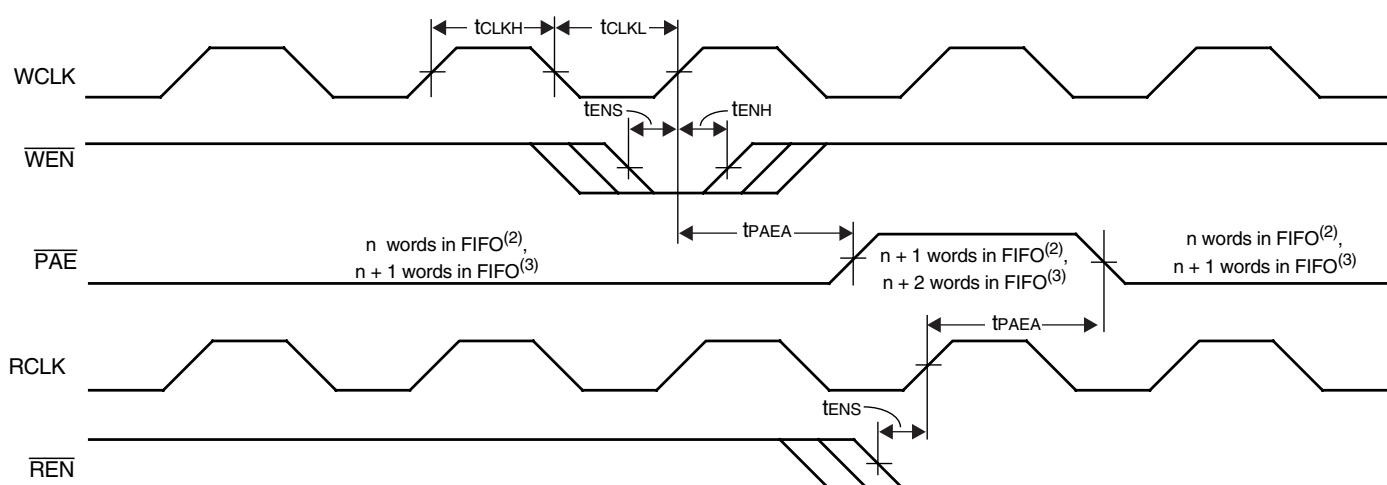 tCLKH
tCLKL
WCLK
tENS
tENH
WEN
tPAEA
n words in FIFO(2),
n + 1 words in FIFO(3)
n + 1 words in FIFO(2),
n + 2 words in FIFO(3)
n words in FIFO(2),
n + 1 words in FIFO(3)
PAE
tPAEA
RCLK
tENS
REN